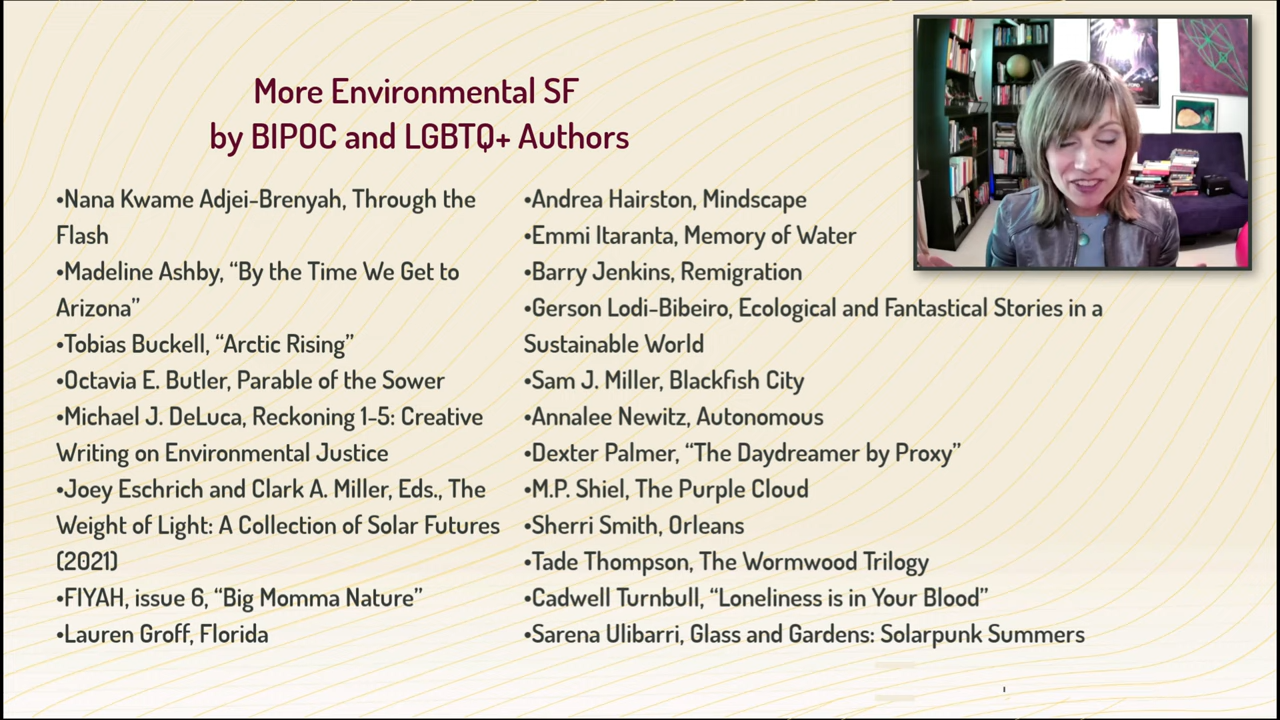 More Environmental SF
by BIPOC and LGBTQ+ Authors
•Nana Kwame Adjei-Brenyah, Through the
Flash
•Madeline Ashby, “By the Time We Get to
Arizona”
•Tobias Buckell, “Arctic Rising”
•Octavia E. Butler, Parable of the Sower
•Michael J. DeLuca, Reckoning 1-5: Creative
Writing on Environmental Justice
•Joey Eschrich and Clark A. Miller, Eds., The
Weight of Light: A Collection of Solar Futures
(2021)
•FIYAH, issue 6, “Big Momma Nature”
•Lauren Groff, Florida
•Andrea Hairston, Mindscape
•Emmi Itaranta, Memory of Water
•Barry Jenkins, Remigration
•Gerson Lodi-Bibeiro, Ecological and Fantastical Stories in a
Sustainable World
•Sam J. Miller, Blackfish City
•Annalee Newitz, Autonomous
•Dexter Palmer, “The Daydreamer by Proxy”
•M.P. Shiel, The Purple Cloud
•Sherri Smith, Orleans
•Tade Thompson, The Wormwood Trilogy
•Cadwell Turnbull, “Loneliness is in Your Blood”
•Sarena Ulibarri, Glass and Gardens: Solarpunk Summers